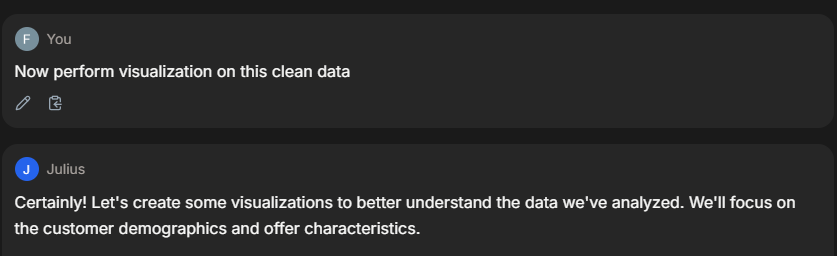 F You
Now perform visualization on this clean data
J Julius
Certainly! Let's create some visualizations to better understand the data we've analyzed. We'll focus on
the customer demographics and offer characteristics.